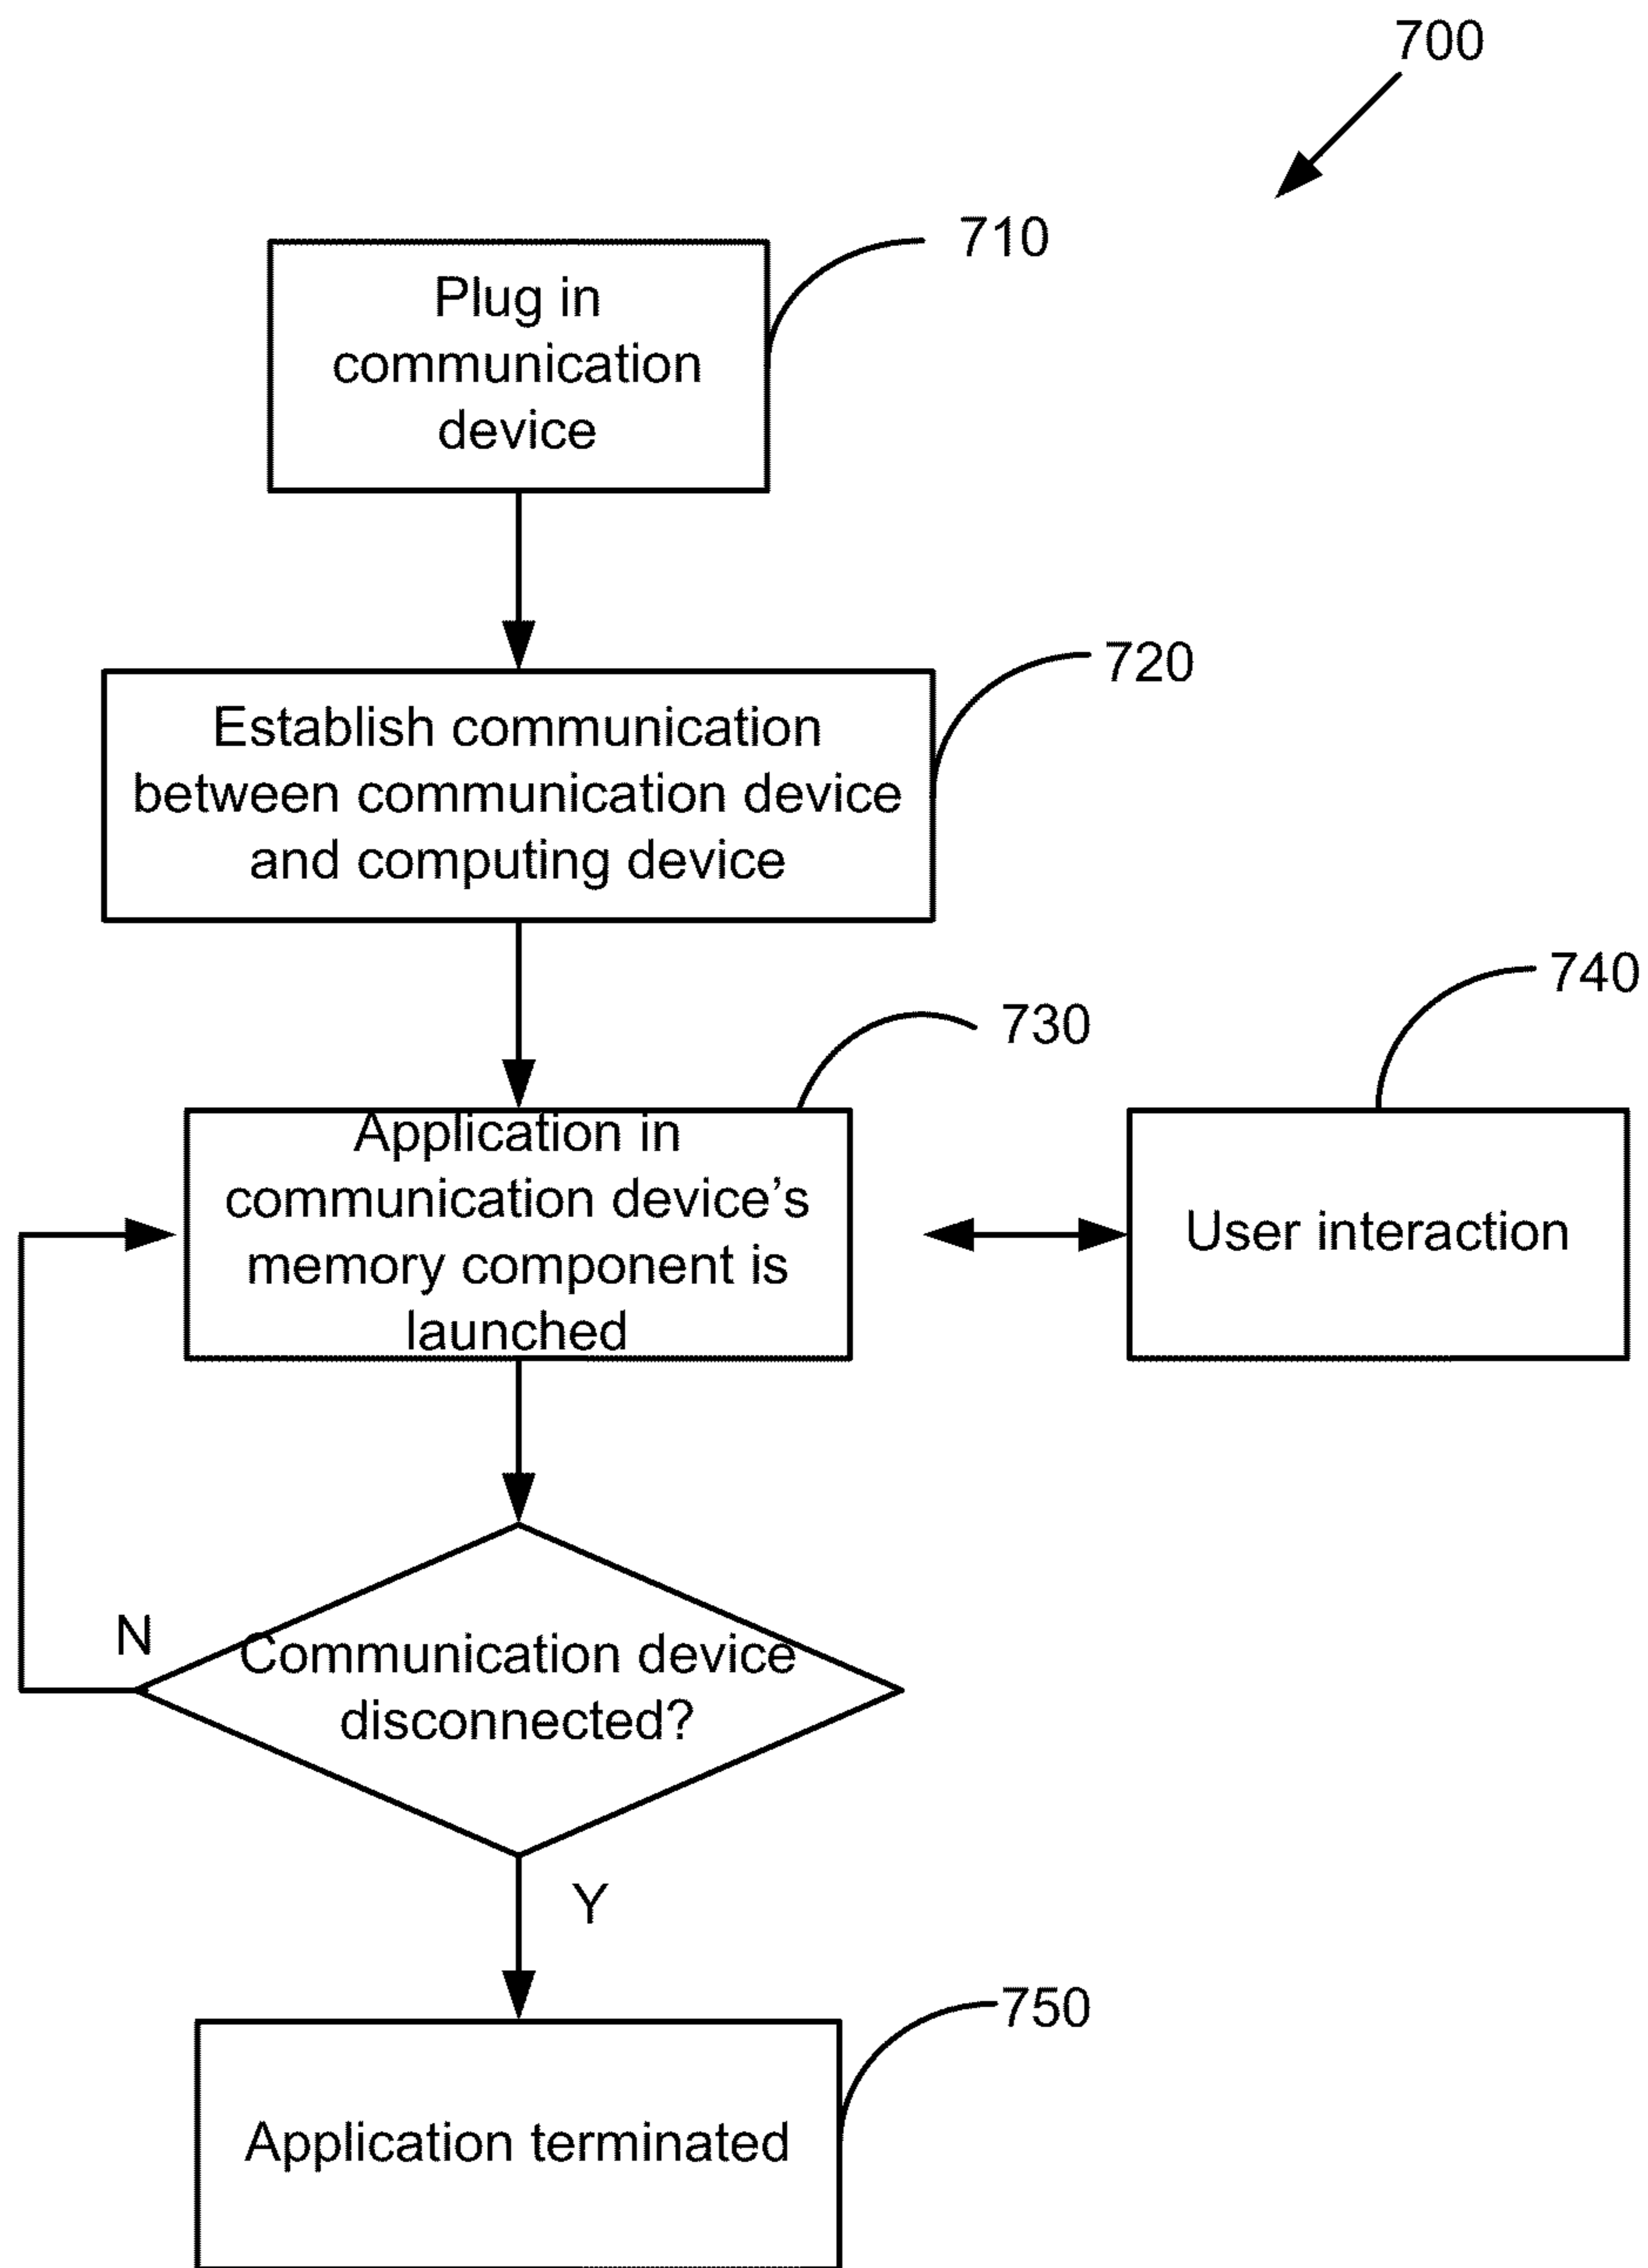 700
710
Plug in
communication
device
720
Establish communication
between communication device
and computing device
730
740
Application in
communication device’s
memory component is
launched
User interaction
N
Communication device
disconnected?
Y
750
Application terminated